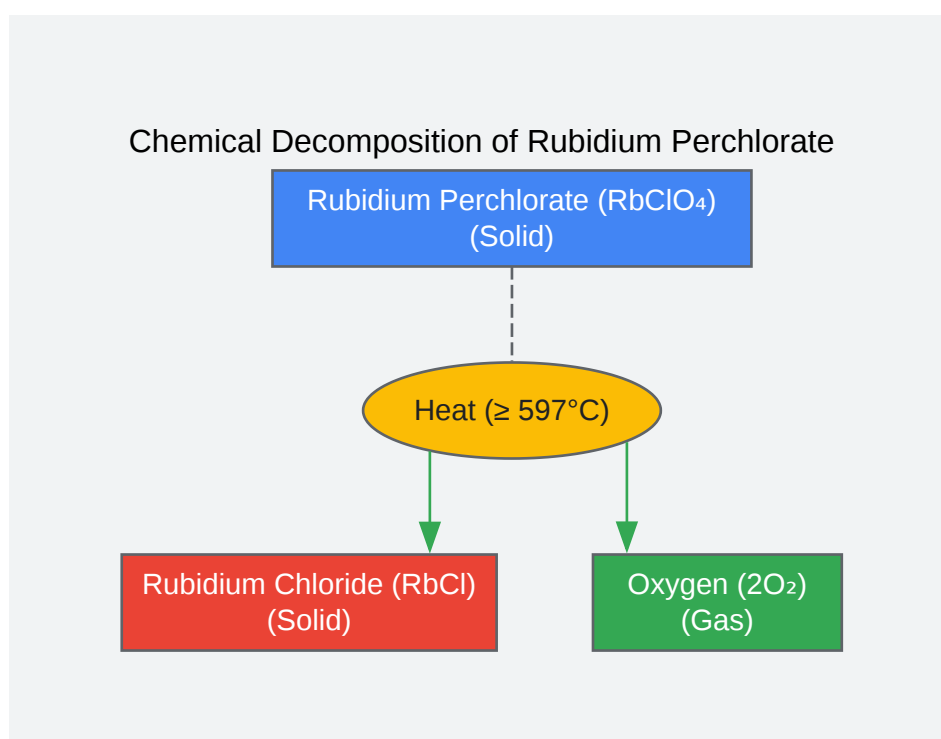 Chemical Decomposition of Rubidium Perchlorate
Rubidium Perchlorate (RbClO₄)
(Solid)
Heat (≥ 597°C)
Rubidium Chloride (RbCl)
(Solid)
Oxygen (2O₂)
(Gas)